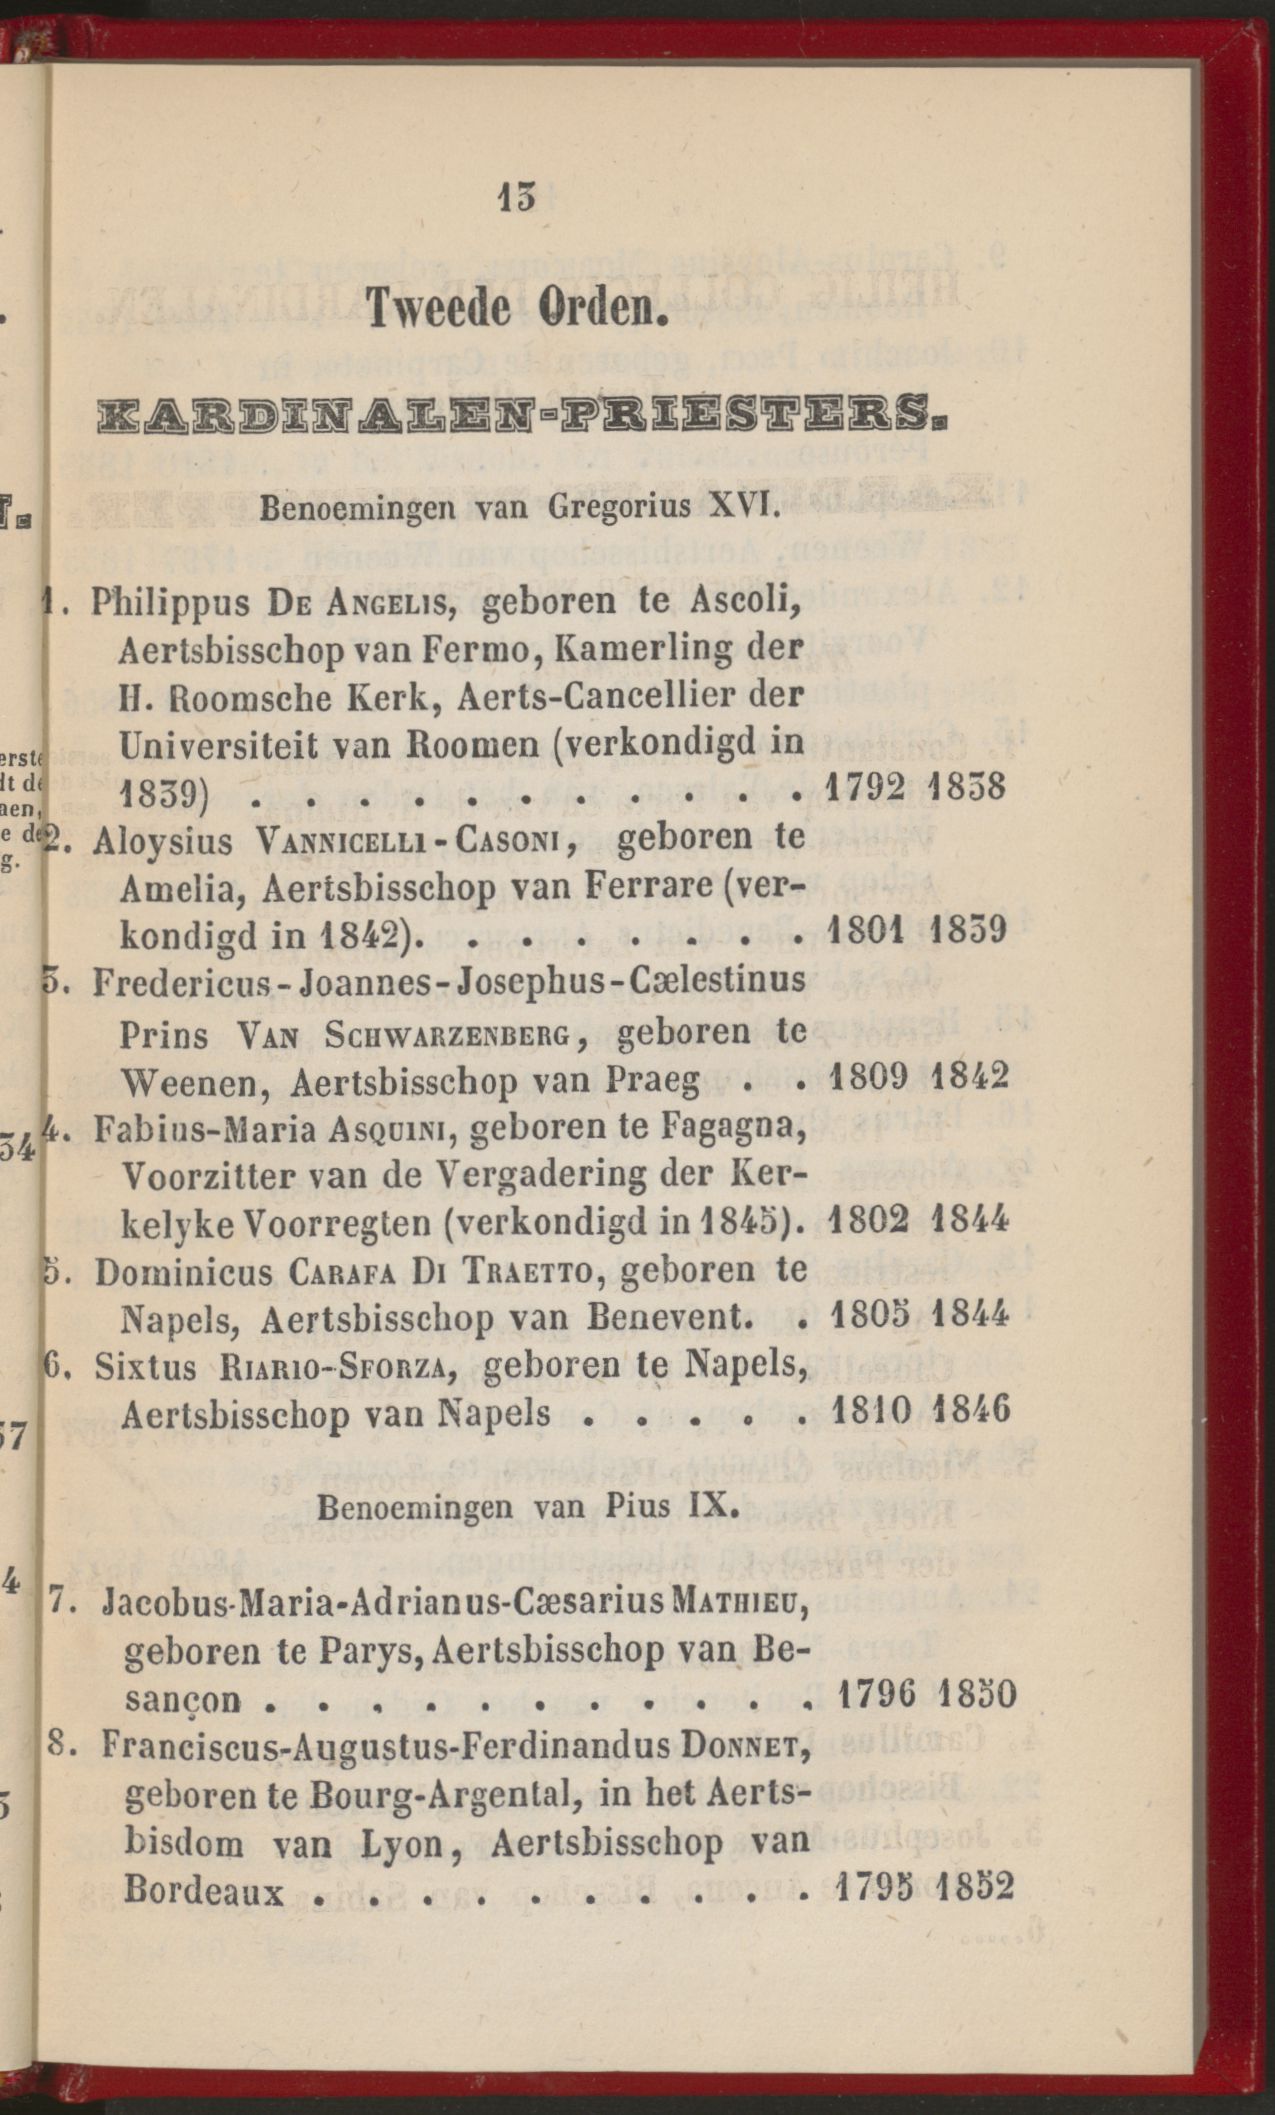 13
Tweede Orden.
KARDINALEN-PRIESTERS.
Benoemingen van Gregorius XVI.
1. Philippus De Angelis, geboren te Ascoli,
Aertsbisschop van Fermo, Kamerling der
H. Roomsche Kerk, Aerts-Cancellier der
Universiteit van Roomen (verkondigd in
1839) . . . . . . . . . . . 1792 1838
2. Aloysius Vannicelli-Casoni, geboren te
Amelia, Aertsbisschop van Ferrare (ver-
kondigd in 1842). . . . . . . . 1801 1839
3. Fredericus-Joannes-Josephus-Cælestinus
Prins Van Schwarzenberg, geboren te
Weenen, Aertsbisschop van Praeg . . 1809 1842
4. Fabius-Maria Asquini, geboren te Fagagna,
Voorzitter van de Vergadering der Ker-
kelyke Voorregten (verkondigd in 1845). 1802 1844
5. Dominicus Carafa Di Traetto, geboren te
Napels, Aertsbisschop van Benevent. . 1805 1844
6. Sixtus Riario-Sforza, geboren te Napels,
Aertsbisschop van Napels . . . . . 1810 1846
Benoemingen van Pius IX.
7. Jacobus-Maria-Adrianus-Cæsarius Mathieu,
geboren te Parys, Aertsbisschop van Be-
sançon . . . . . . . . . . . 1796 1850
8. Franciscus-Augustus-Ferdinandus Donnet,
geboren te Bourg-Argental, in het Aerts-
bisdom van Lyon, Aertsbisschop van
Bordeaux . . . . . . . . . . 1795 1852